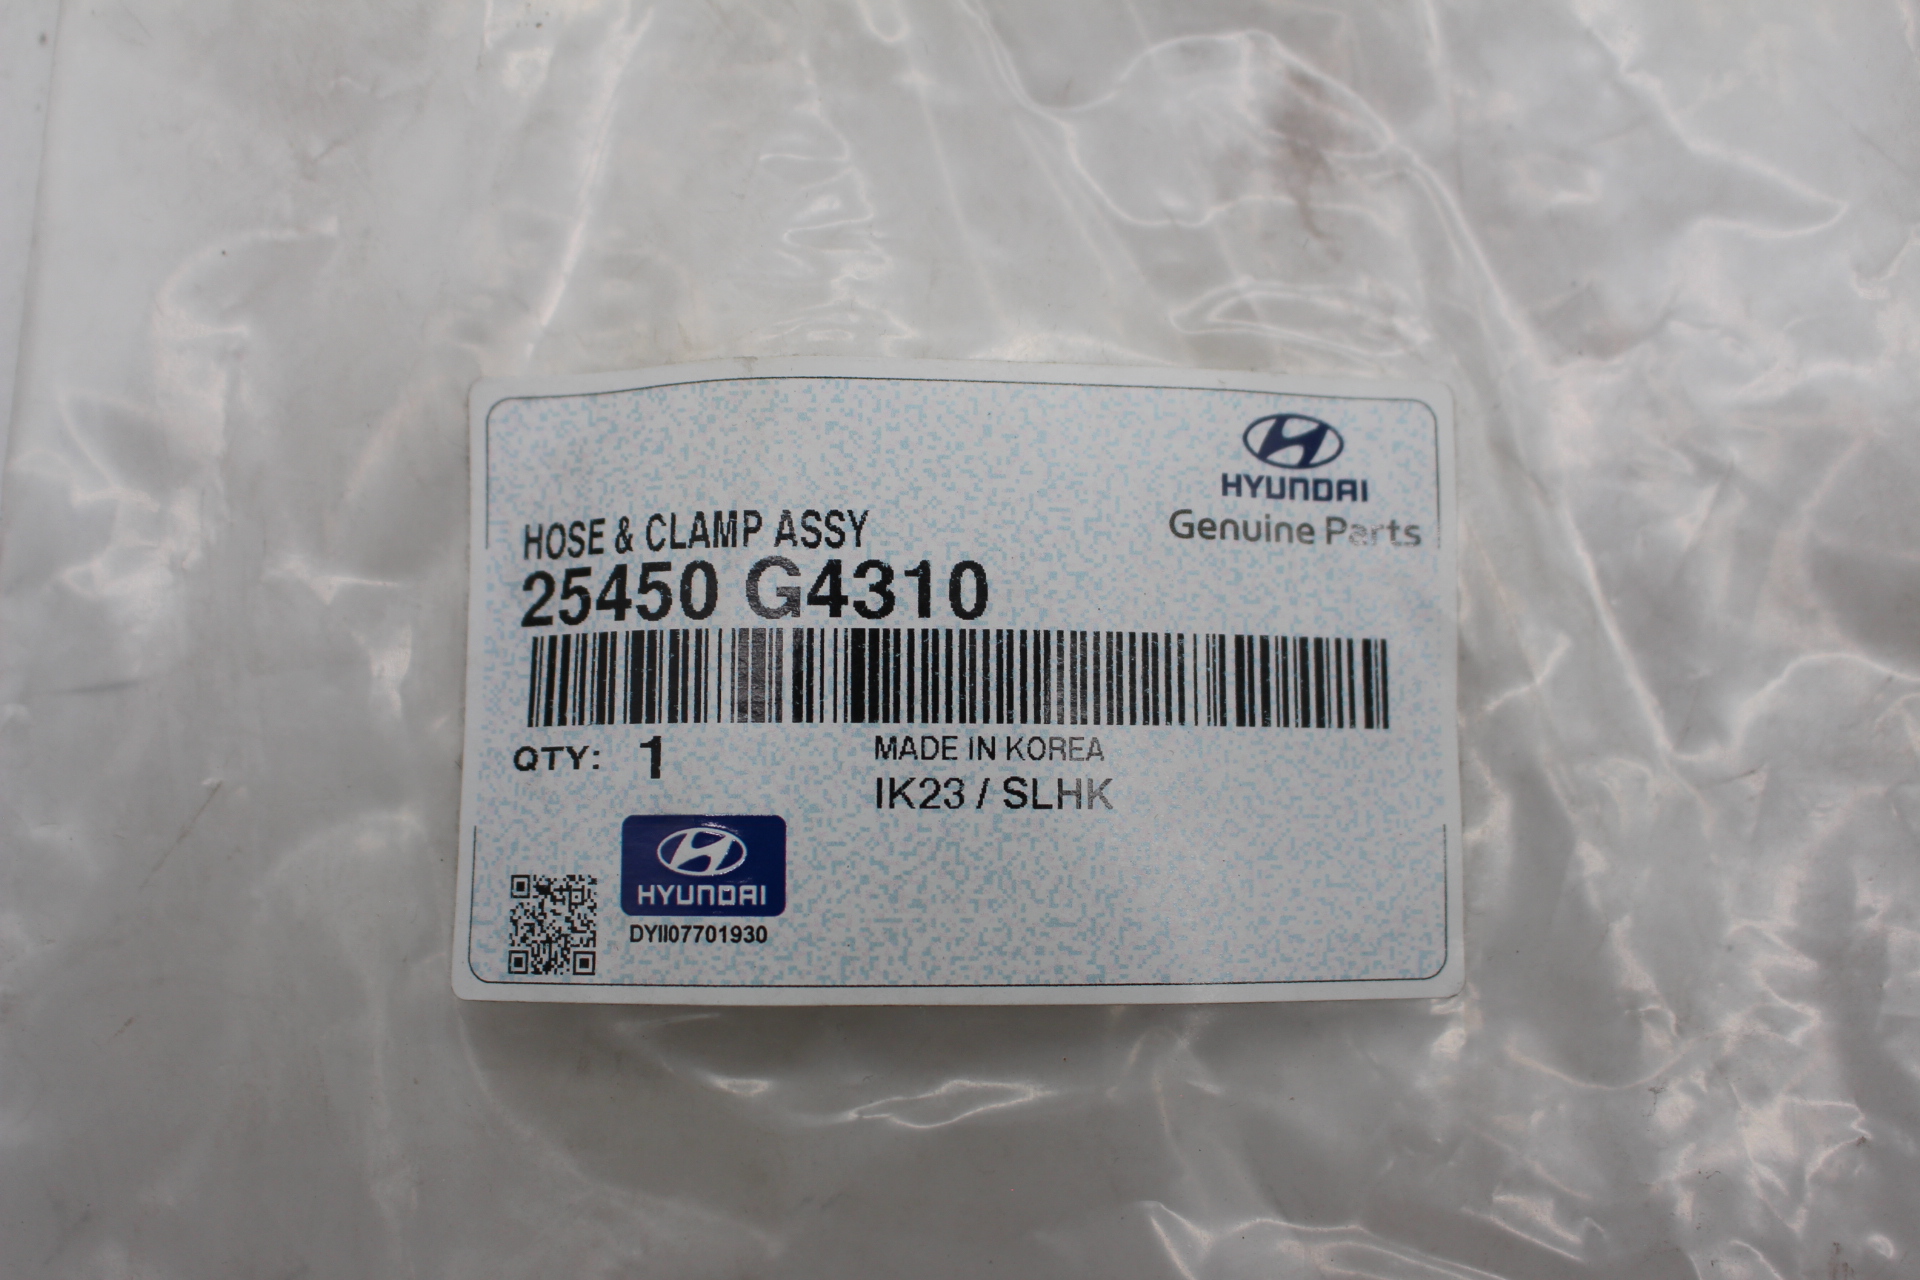 HYUNDAI
Genuine Parts
HOSE & CLAMP ASSY
25450 G4310
QTY: 1
MADE IN KOREA
IK23 / SLHK
HYUNDAI
DYII07701930